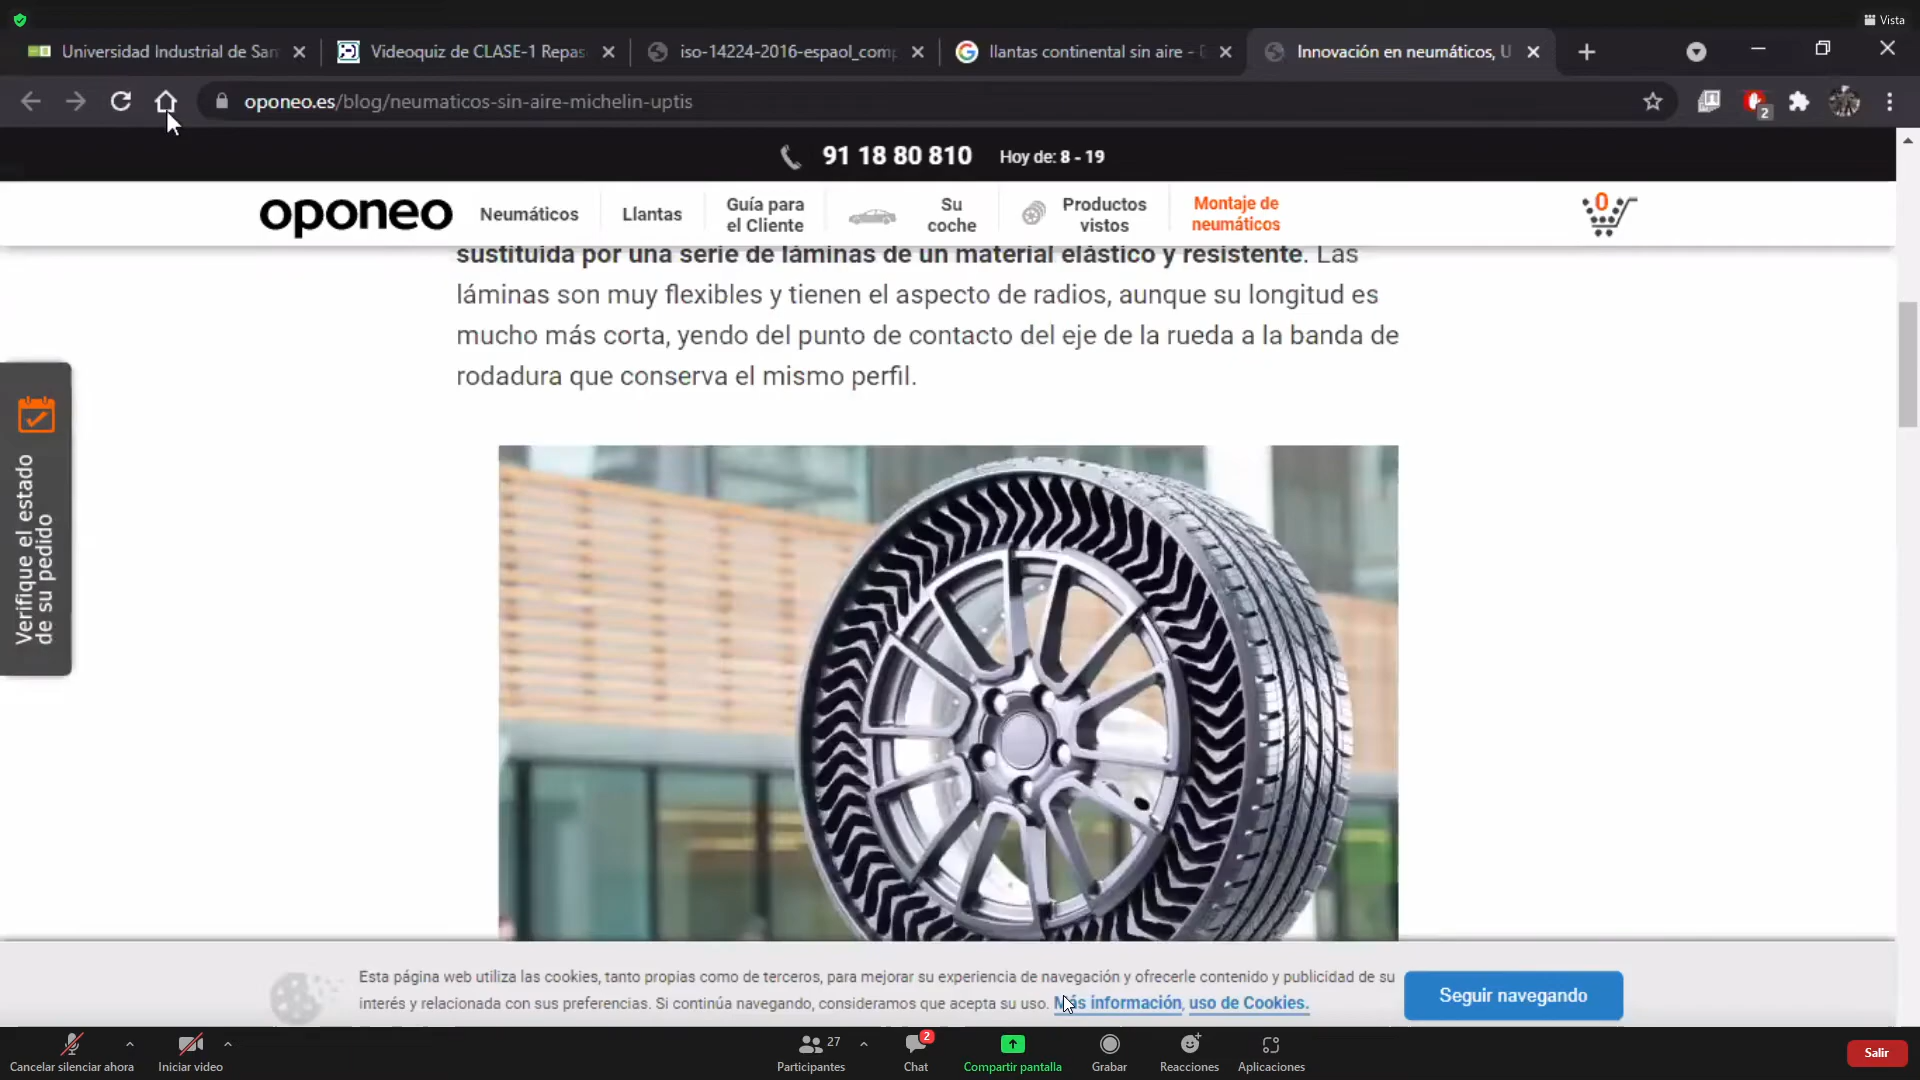 Vista
Universidad Industrial de San
Videoquiz de CLASE-1 Repas
iso-14224-2016-espaol_comp
llantas continental sin aire -
Innovación en neumáticos, U
oponeo.es/blog/neumaticos-sin-aire-michelin-uptis
2
91 18 80 810 Hoy de: 8 - 19
oponeo
Neumáticos
Llantas
Guía para
el Cliente
Su
coche
Productos
vistos
Montaje de
neumáticos
0
sustituida por una serie de láminas de un material elástico y resistente. Las
láminas son muy flexibles y tienen el aspecto de radios, aunque su longitud es
mucho más corta, yendo del punto de contacto del eje de la rueda a la banda de
rodadura que conserva el mismo perfil.
Verifique el estado
de su pedido
Esta página web utiliza las cookies, tanto propias como de terceros, para mejorar su experiencia de navegación y ofrecerle contenido y publicidad de su
interés y relacionada con sus preferencias. Si continúa navegando, consideramos que acepta su uso. Más información, uso de Cookies.
Seguir navegando
Cancelar silenciar ahora
Iniciar video
27
Participantes
2
Chat
Compartir pantalla
Grabar
Reacciones
Aplicaciones
Salir